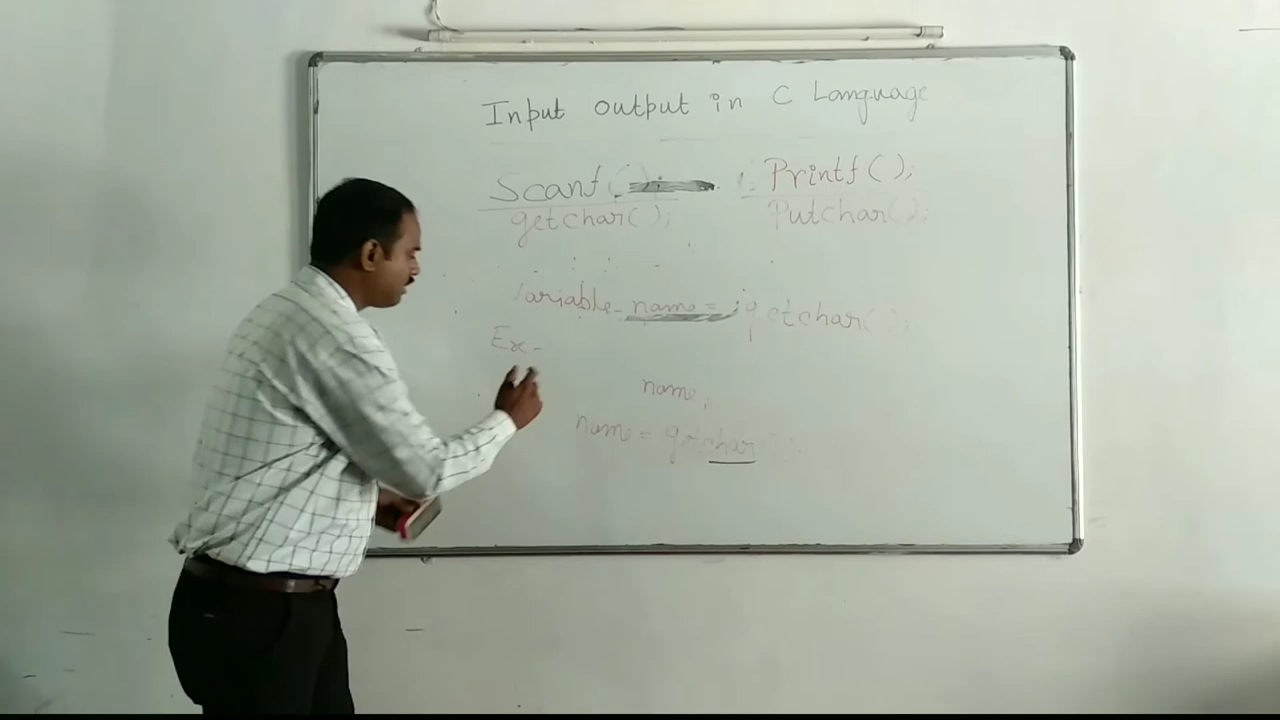 Input output in C Language
Scanf ( ); Printf ( );
getchar( ); Putchar( );
Variable_name = getchar( );
Ex-
name;
name = getchar( );